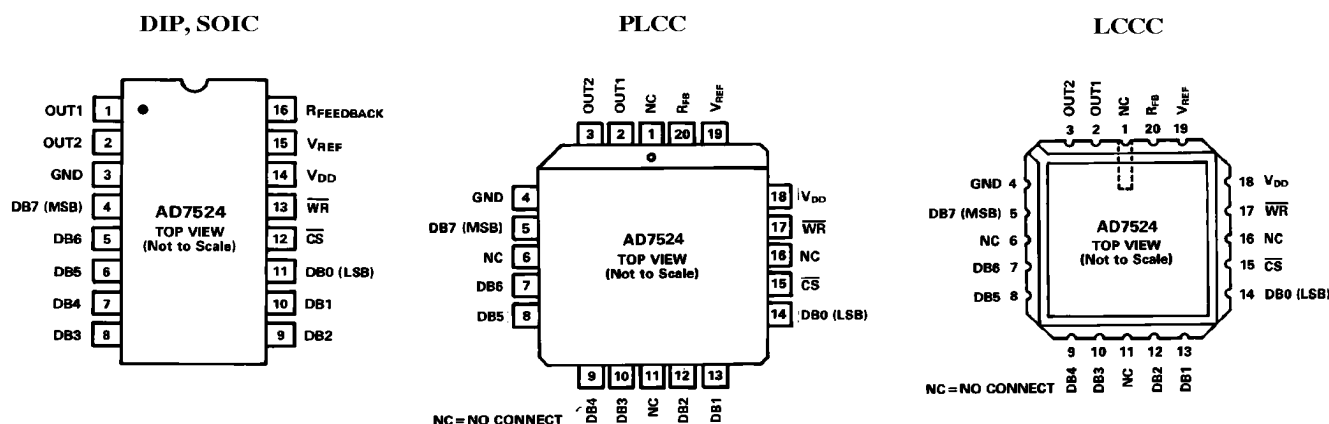 DIP, SOIC
OUT1 1
OUT2 2
GND 3
DB7 (MSB) 4
DB6 5
DB5 6
DB4 7
DB3 8
16 RFEEDBACK
15 VREF
14 VDD
13 WR
12 CS
11 DB0 (LSB)
10 DB1
9 DB2
AD7524
TOP VIEW
(Not to Scale)
PLCC
OUT2 OUT1 NC RFB VREF
3 2 1 20 19
GND 4
DB7 (MSB) 5
NC 6
DB6 7
DB5 8
18 VDD
17 WR
16 NC
15 CS
14 DB0 (LSB)
AD7524
TOP VIEW
(Not to Scale)
9 10 11 12 13
DB4 DB3 NC DB2 DB1
NC = NO CONNECT
LCCC
OUT2 OUT1 NC RFB VREF
3 2 1 20 19
GND 4
DB7 (MSB) 5
NC 6
DB6 7
DB5 8
18 VDD
17 WR
16 NC
15 CS
14 DB0 (LSB)
AD7524
TOP VIEW
(Not to Scale)
9 10 11 12 13
DB4 DB3 NC DB2 DB1
NC = NO CONNECT